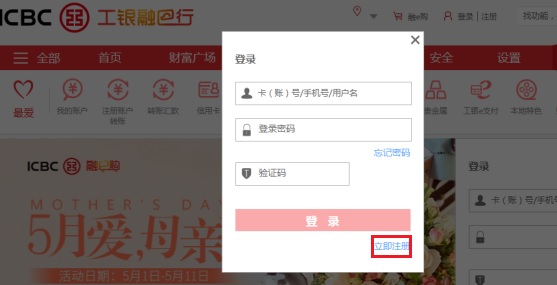 ICBC 工银融e行
融e购
登录 | 注册
找功能
全部
首页
财富广场
安全
设置
最爱
我的账户
注册账户
转账
转账汇款
信用卡
贵金属
工银e支付
本地特色
登录
卡（账）号/手机号/用户名
登录密码
忘记密码
验证码
登 录
立即注册
ICBC 融e购
MOTHER'S DA
5月爱,母亲
活动日期：5月1日-5月11日
登录
卡（账）号/手机号/